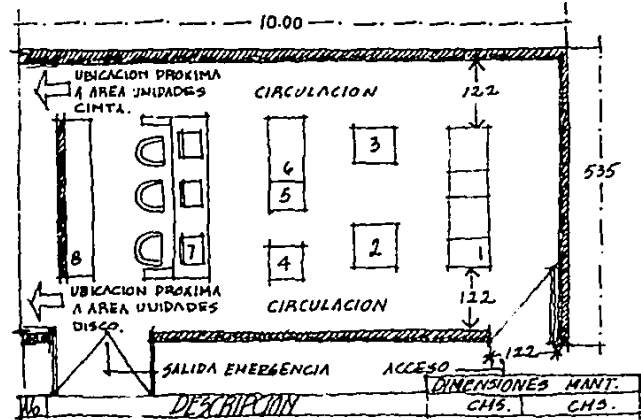 10.00
UBICACION PROXIMA
A AREA UNIDADES
CINTA.
CIRCULACION
122
3
535
6
5
8
7
4
2
1
UBICACION PROXIMA
A AREA UNIDADES
DISCO.
CIRCULACION
122
122
SALIDA EMERGENCIA
ACCESO
DIMENSIONES MANT.
No DESCRIPCION CMS. CMS.